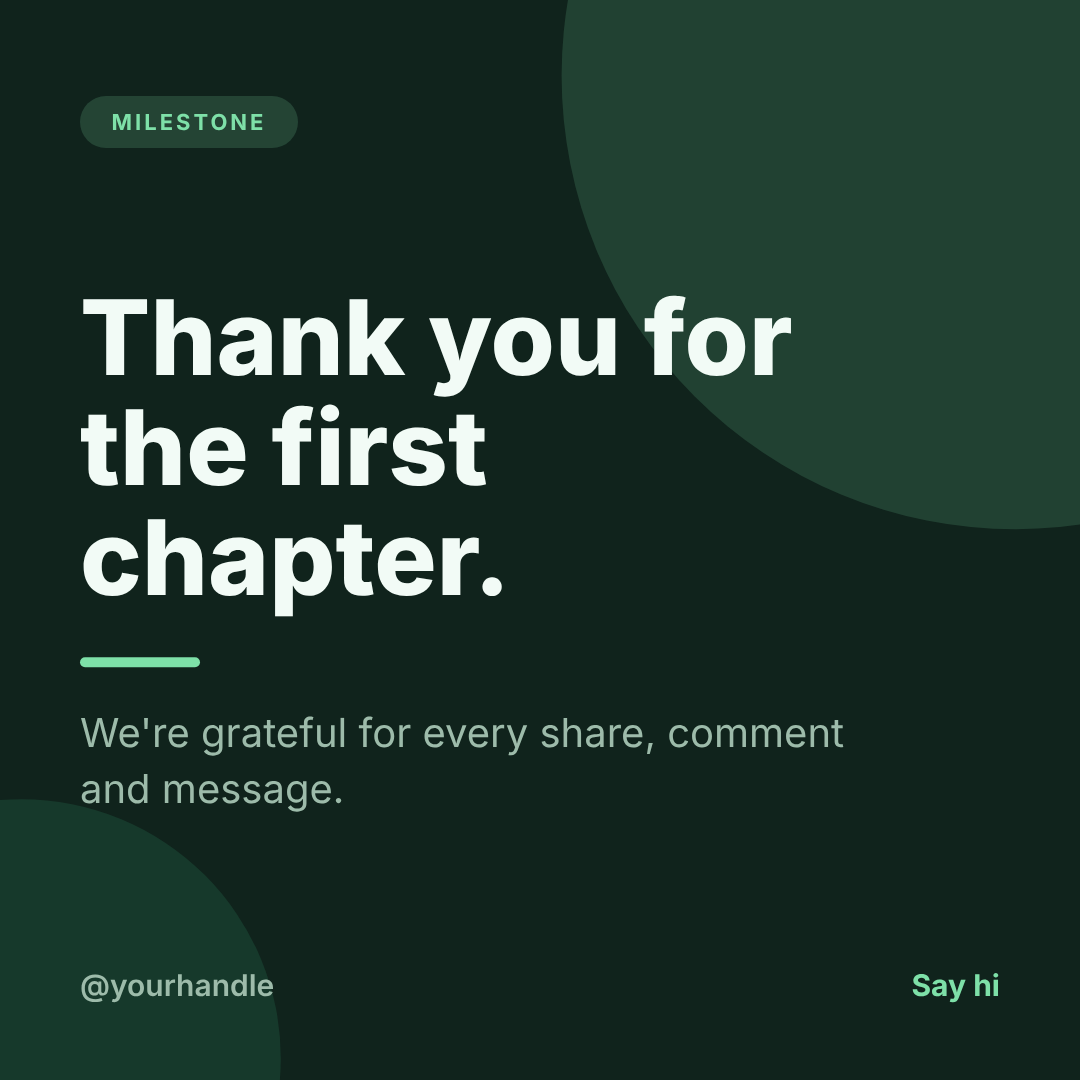 MILESTONE
Thank you for
the first
chapter.
We're grateful for every share, comment
and message.
@yourhandle
Say hi